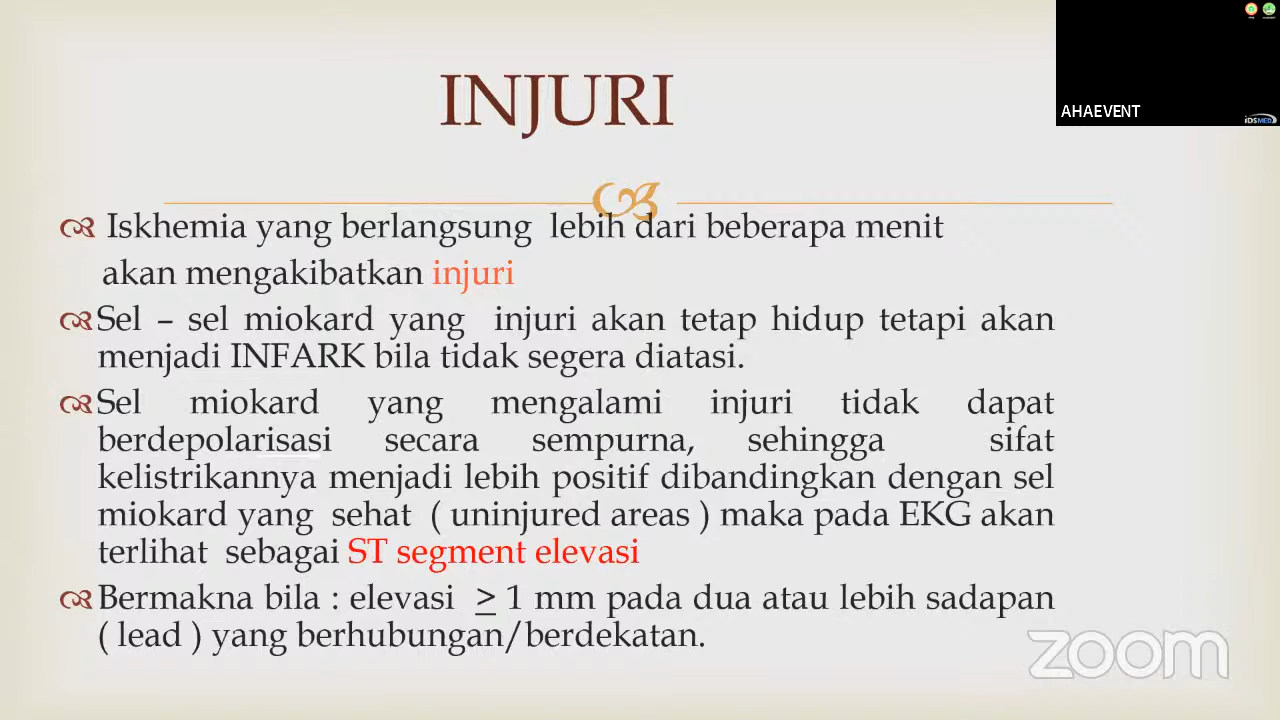 INJURI
AHAEVENT
IDSMED
Iskhemia yang berlangsung lebih dari beberapa menit
akan mengakibatkan injuri
Sel – sel miokard yang injuri akan tetap hidup tetapi akan
menjadi INFARK bila tidak segera diatasi.
Sel miokard yang mengalami injuri tidak dapat
berdepolarisasi secara sempurna, sehingga sifat
kelistrikannya menjadi lebih positif dibandingkan dengan sel
miokard yang sehat ( uninjured areas ) maka pada EKG akan
terlihat sebagai ST segment elevasi
Bermakna bila : elevasi ≥ 1 mm pada dua atau lebih sadapan
( lead ) yang berhubungan/berdekatan.
zoom